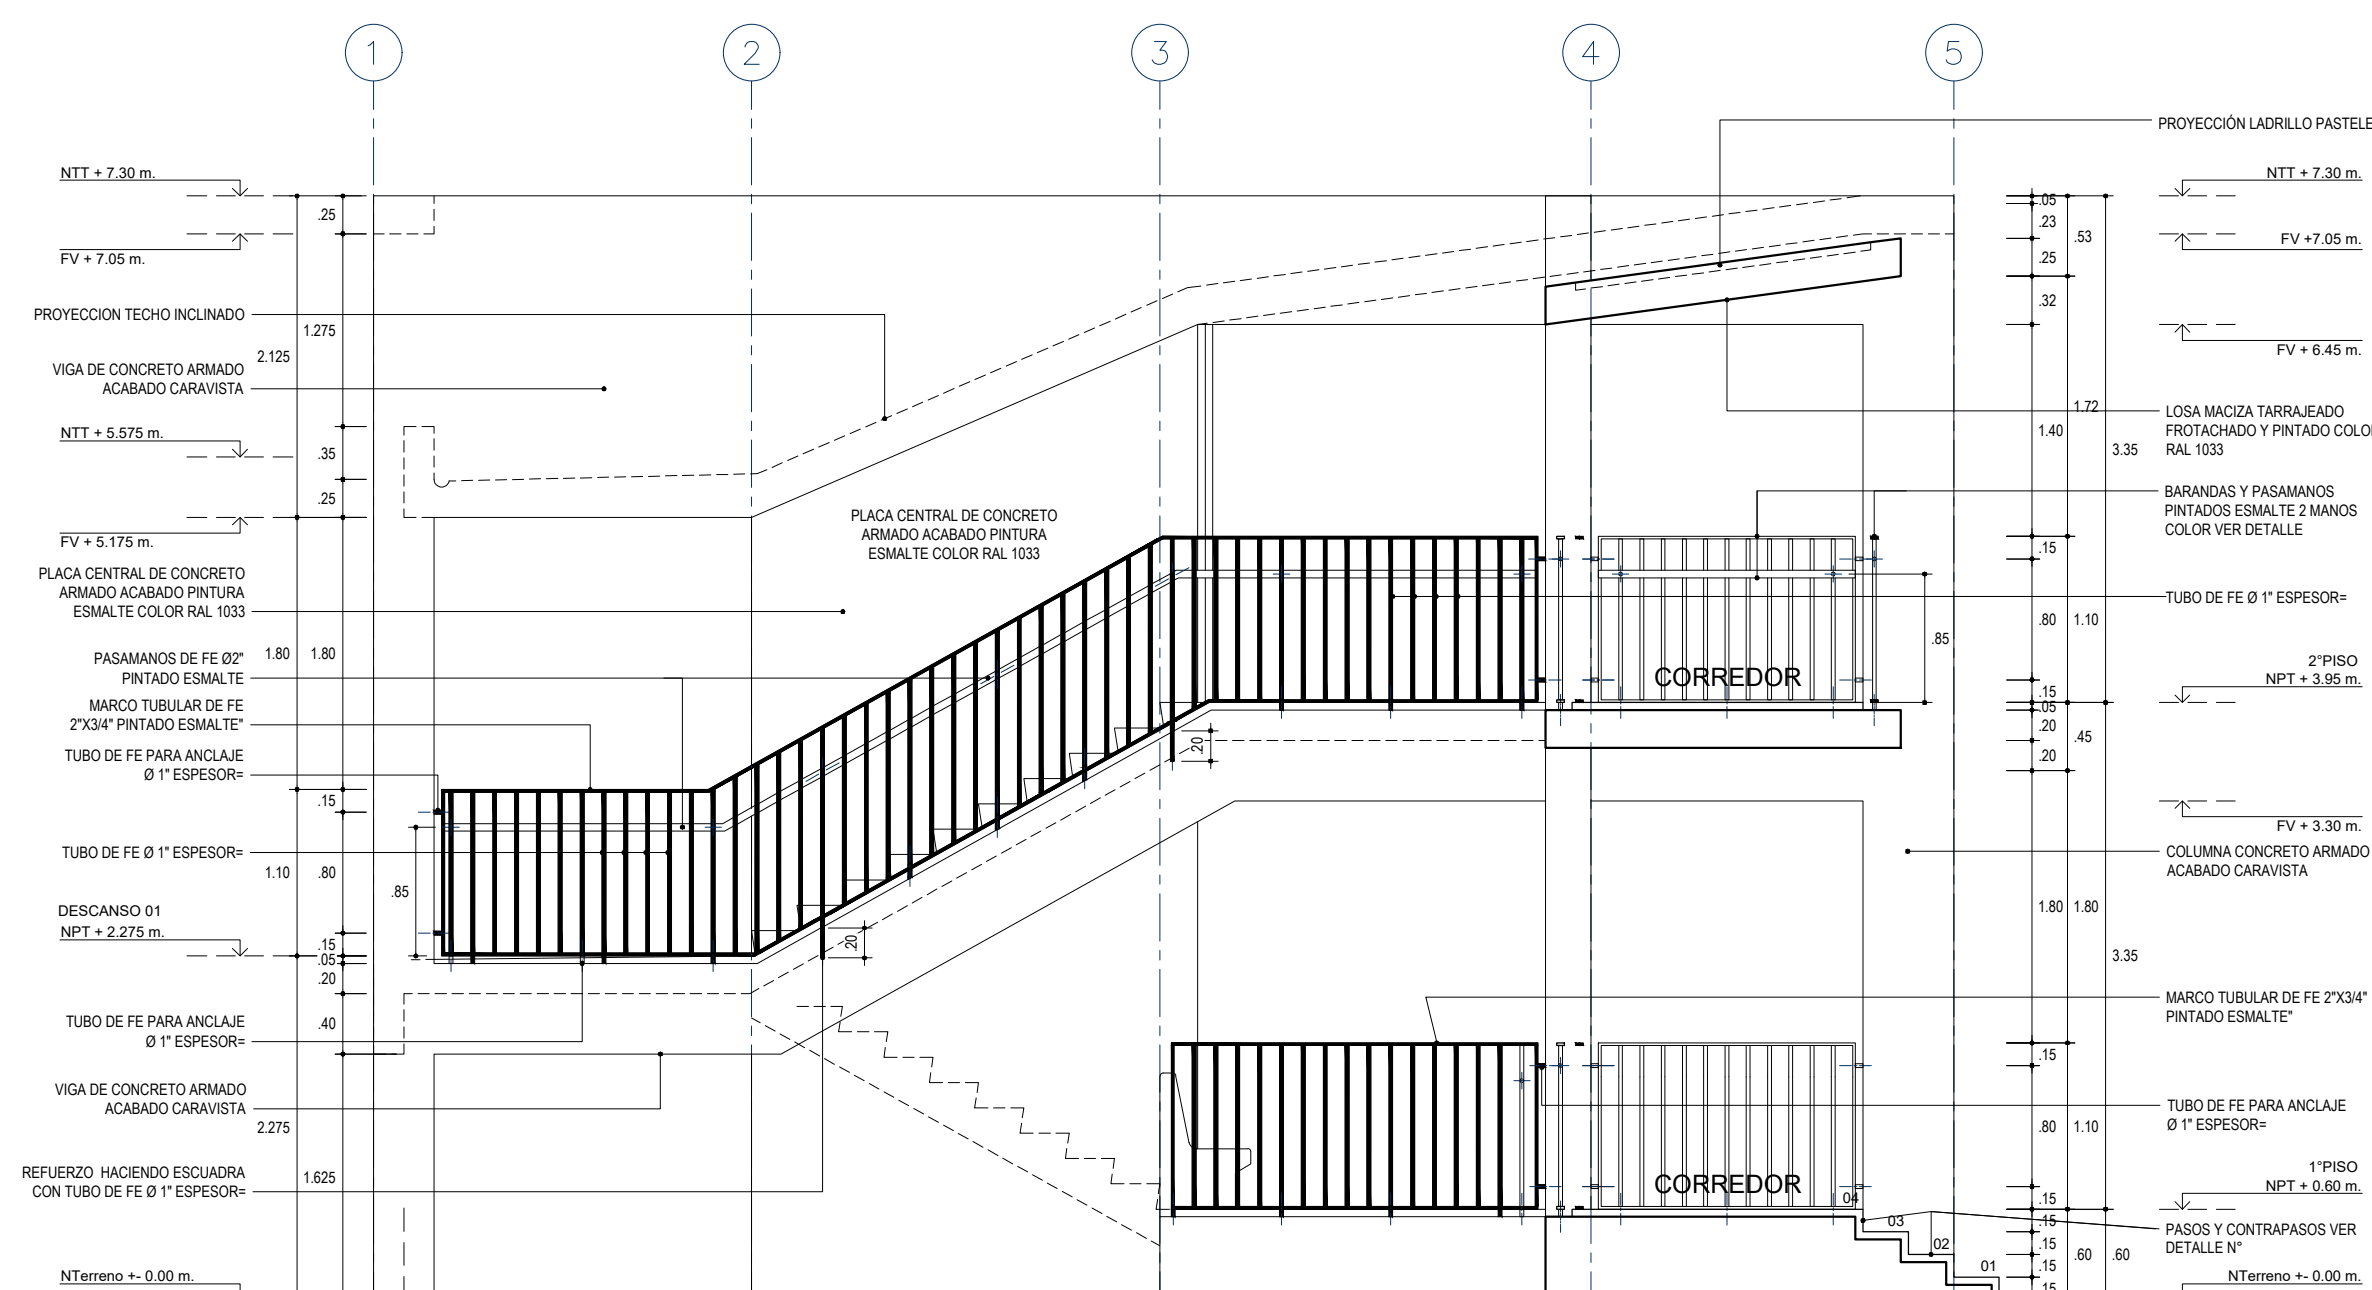 1
2
3
4
5
NTT + 7.30 m.
FV + 7.05 m.
PROYECCION TECHO INCLINADO
VIGA DE CONCRETO ARMADO
ACABADO CARAVISTA
NTT + 5.575 m.
FV + 5.175 m.
PLACA CENTRAL DE CONCRETO
ARMADO ACABADO PINTURA
ESMALTE COLOR RAL 1033
PASAMANOS DE FE Ø2"
PINTADO ESMALTE
MARCO TUBULAR DE FE
2"X3/4" PINTADO ESMALTE"
TUBO DE FE PARA ANCLAJE
Ø 1" ESPESOR=
TUBO DE FE Ø 1" ESPESOR=
DESCANSO 01
NPT + 2.275 m.
TUBO DE FE PARA ANCLAJE
Ø 1" ESPESOR=
VIGA DE CONCRETO ARMADO
ACABADO CARAVISTA
REFUERZO HACIENDO ESCUADRA
CON TUBO DE FE Ø 1" ESPESOR=
NTerreno +- 0.00 m.
2.125
1.80
1.10
2.275
.25
1.275
.35
.25
1.80
.15
.80
.15
.05
.20
.40
1.625
.85
.20
PLACA CENTRAL DE CONCRETO
ARMADO ACABADO PINTURA
ESMALTE COLOR RAL 1033
.20
CORREDOR
.85
CORREDOR
04
03
02
01
.05
.23
.25
.32
1.40
.15
.80
.15
.05
.20
.20
1.80
.15
.80
.15
.15
.15
.15
.15
.53
1.72
1.10
.45
1.80
1.10
.60
3.35
3.35
.60
PROYECCIÓN LADRILLO PASTELE
NTT + 7.30 m.
FV +7.05 m.
FV + 6.45 m.
LOSA MACIZA TARRAJEADO
FROTACHADO Y PINTADO COLO
RAL 1033
BARANDAS Y PASAMANOS
PINTADOS ESMALTE 2 MANOS
COLOR VER DETALLE
TUBO DE FE Ø 1" ESPESOR=
2°PISO
NPT + 3.95 m.
FV + 3.30 m.
COLUMNA CONCRETO ARMADO
ACABADO CARAVISTA
MARCO TUBULAR DE FE 2"X3/4"
PINTADO ESMALTE"
TUBO DE FE PARA ANCLAJE
Ø 1" ESPESOR=
1°PISO
NPT + 0.60 m.
PASOS Y CONTRAPASOS VER
DETALLE N°
NTerreno +- 0.00 m.